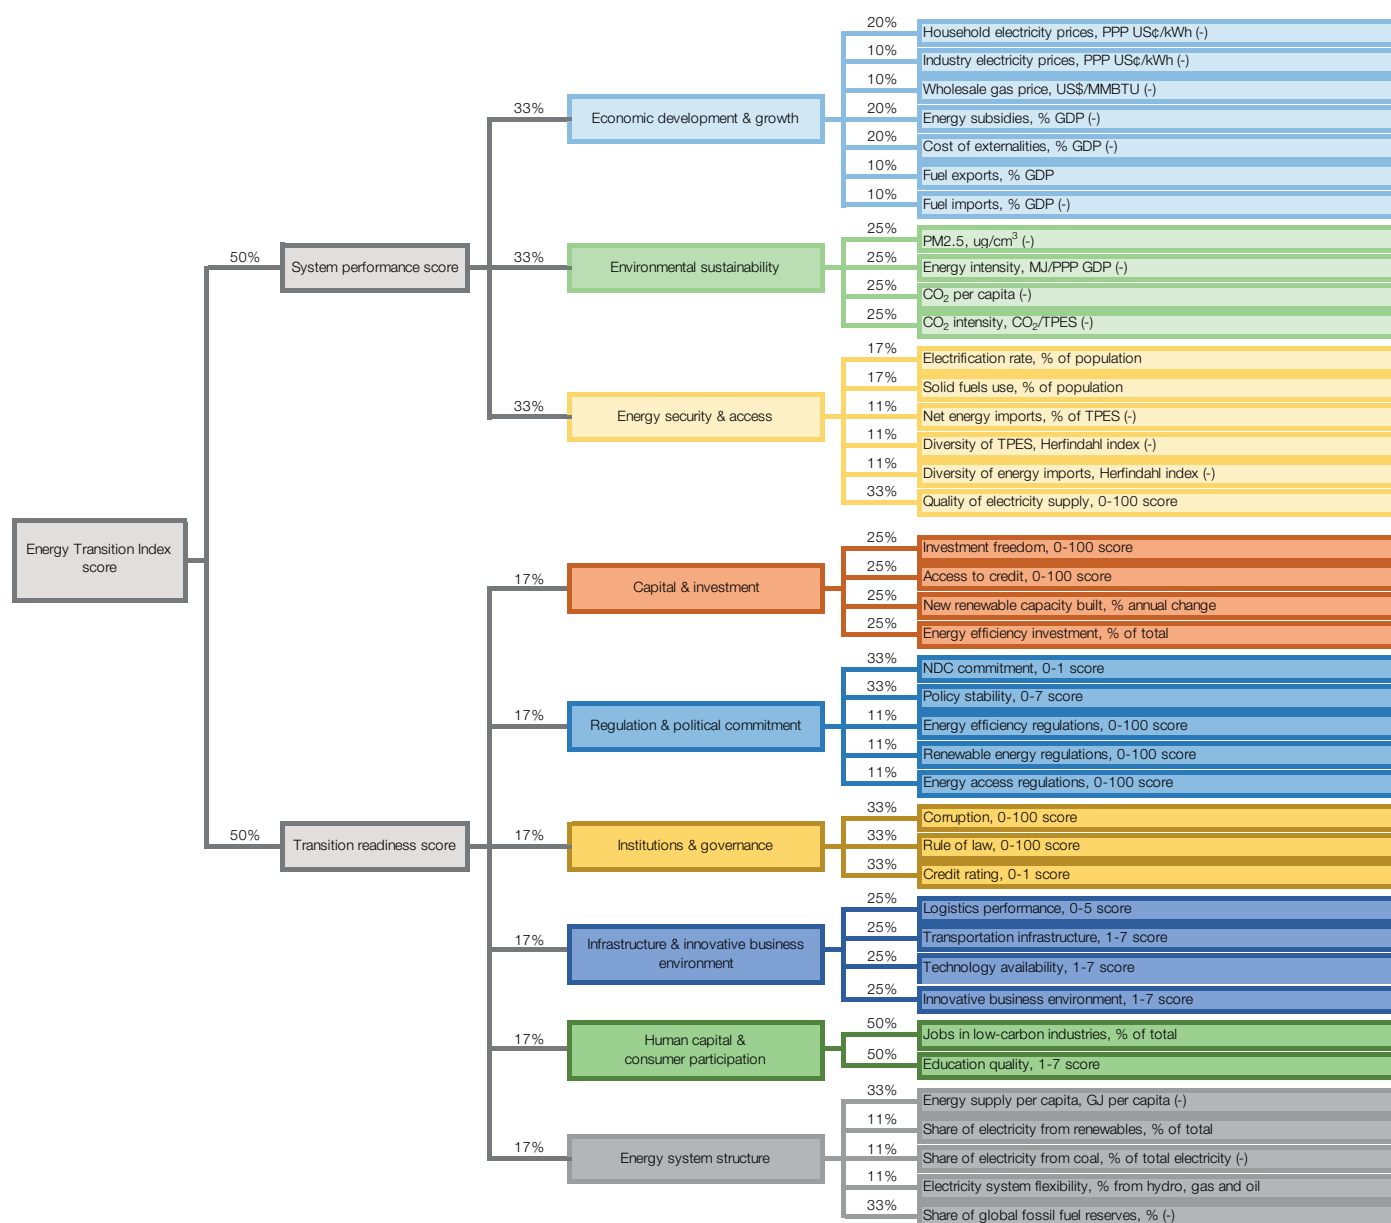 Energy Transition Index
score
50%
System performance score
33%
Economic development & growth
20%
Household electricity prices, PPP US¢/kWh (-)
10%
Industry electricity prices, PPP US¢/kWh (-)
10%
Wholesale gas price, US$/MMBTU (-)
20%
Energy subsidies, % GDP (-)
20%
Cost of externalities, % GDP (-)
10%
Fuel exports, % GDP
10%
Fuel imports, % GDP (-)
33%
Environmental sustainability
25%
PM2.5, ug/cm³ (-)
25%
Energy intensity, MJ/PPP GDP (-)
25%
CO₂ per capita (-)
25%
CO₂ intensity, CO₂/TPES (-)
33%
Energy security & access
17%
Electrification rate, % of population
17%
Solid fuels use, % of population
11%
Net energy imports, % of TPES (-)
11%
Diversity of TPES, Herfindahl index (-)
11%
Diversity of energy imports, Herfindahl index (-)
33%
Quality of electricity supply, 0-100 score
50%
Transition readiness score
17%
Capital & investment
25%
Investment freedom, 0-100 score
25%
Access to credit, 0-100 score
25%
New renewable capacity built, % annual change
25%
Energy efficiency investment, % of total
17%
Regulation & political commitment
33%
NDC commitment, 0-1 score
33%
Policy stability, 0-7 score
11%
Energy efficiency regulations, 0-100 score
11%
Renewable energy regulations, 0-100 score
11%
Energy access regulations, 0-100 score
17%
Institutions & governance
33%
Corruption, 0-100 score
33%
Rule of law, 0-100 score
33%
Credit rating, 0-1 score
17%
Infrastructure & innovative business
environment
25%
Logistics performance, 0-5 score
25%
Transportation infrastructure, 1-7 score
25%
Technology availability, 1-7 score
25%
Innovative business environment, 1-7 score
17%
Human capital &
consumer participation
50%
Jobs in low-carbon industries, % of total
50%
Education quality, 1-7 score
17%
Energy system structure
33%
Energy supply per capita, GJ per capita (-)
11%
Share of electricity from renewables, % of total
11%
Share of electricity from coal, % of total electricity (-)
11%
Electricity system flexibility, % from hydro, gas and oil
33%
Share of global fossil fuel reserves, % (-)